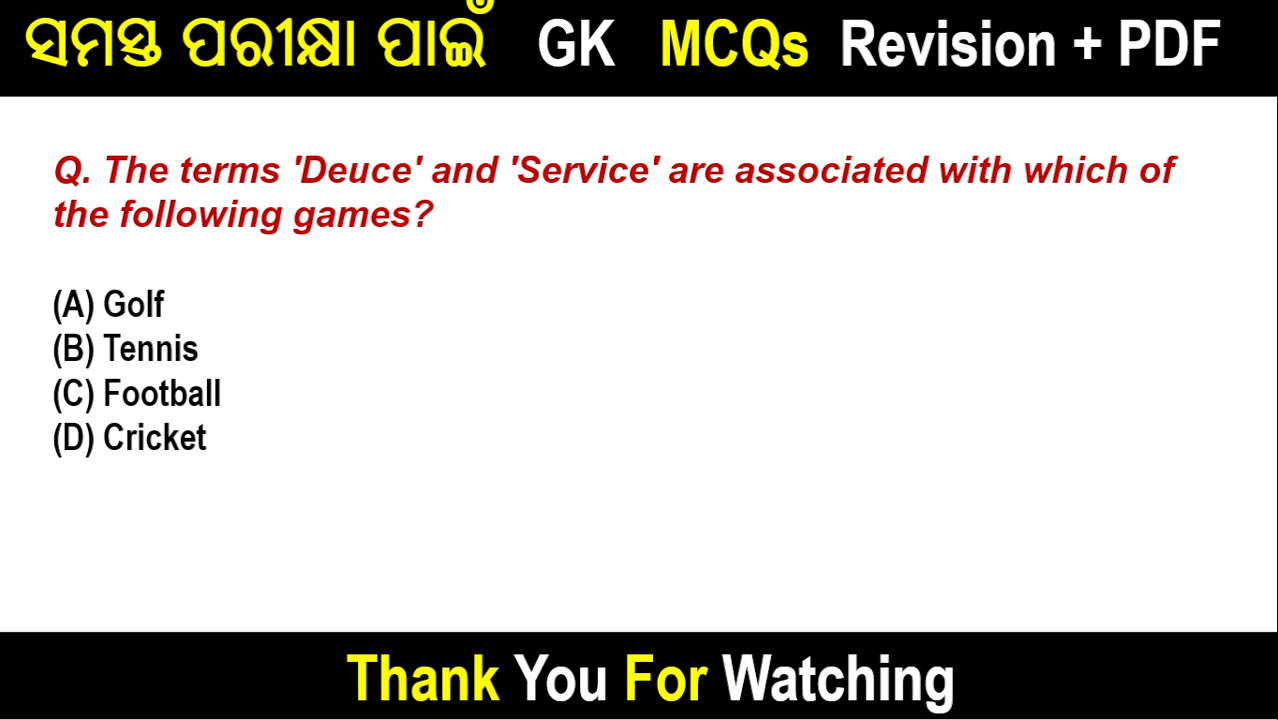 ସମସ୍ତ ପରୀକ୍ଷା ପାଇଁ GK MCQs Revision + PDF
Q. The terms 'Deuce' and 'Service' are associated with which of
the following games?
(A) Golf
(B) Tennis
(C) Football
(D) Cricket
Thank You For Watching